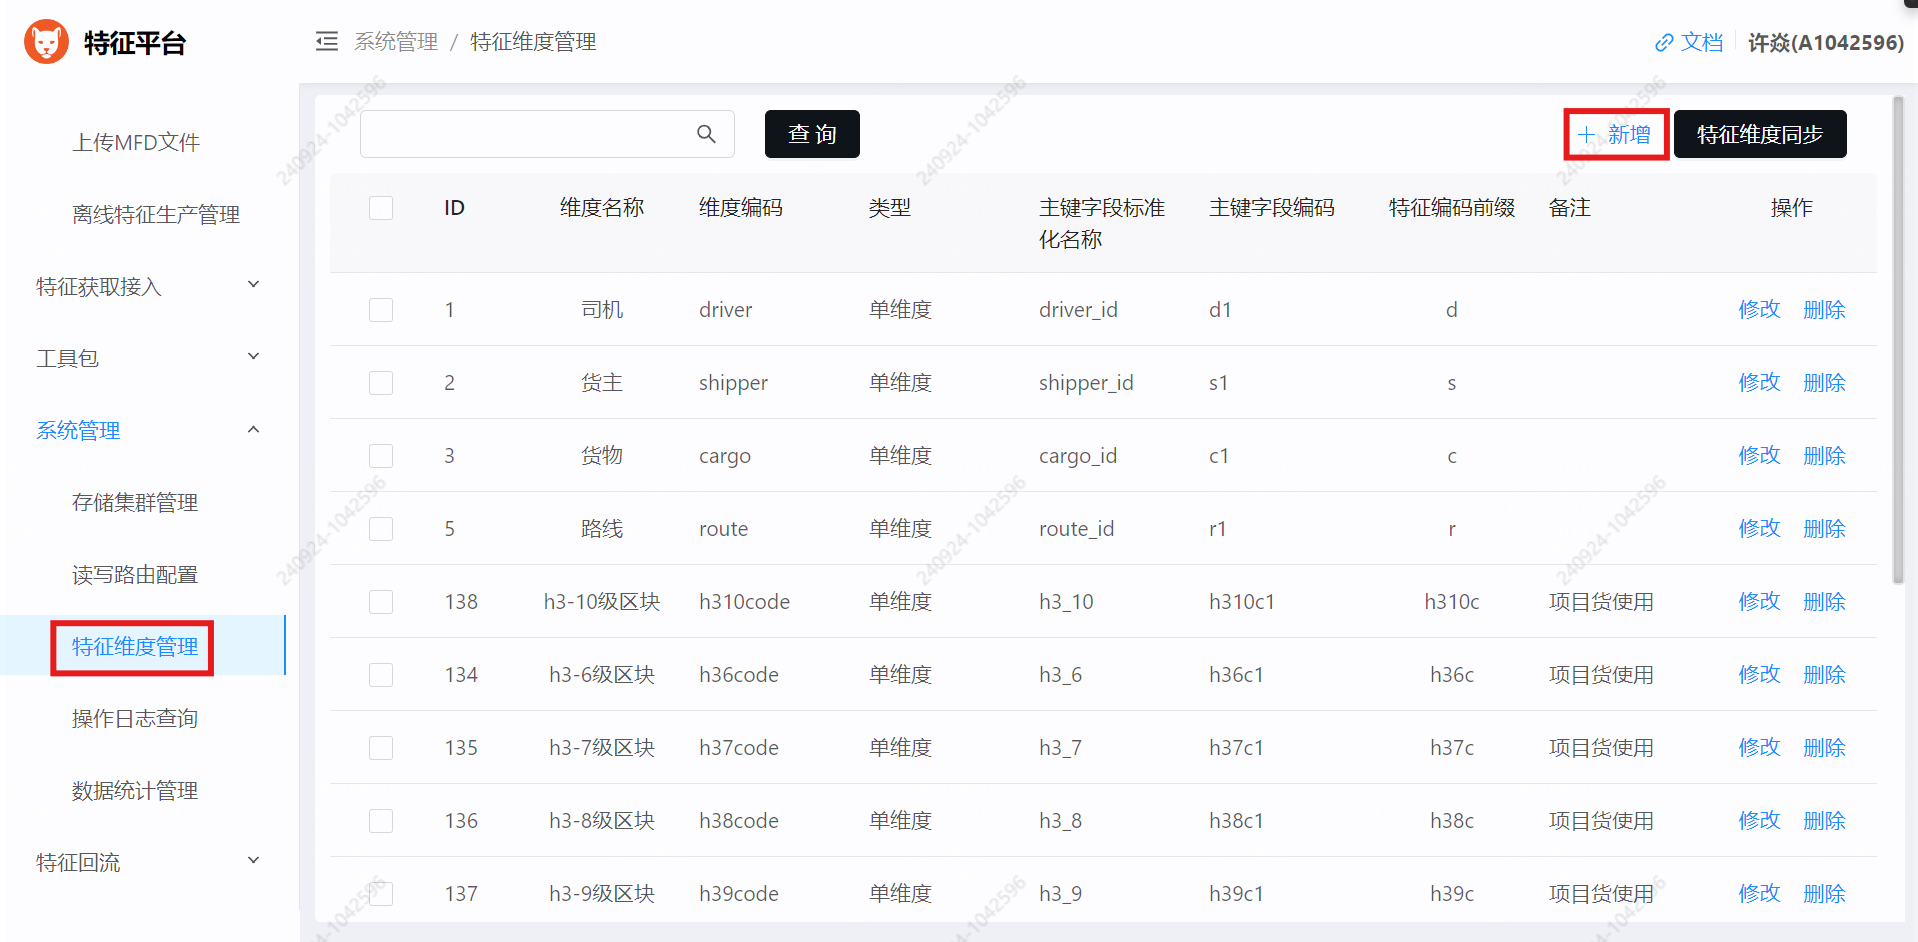 特征平台
系统管理 / 特征维度管理
文档
许焱(A1042596)
上传MFD文件
离线特征生产管理
特征获取接入
工具包
系统管理
存储集群管理
读写路由配置
特征维度管理
操作日志查询
数据统计管理
特征回流
查 询
+ 新增
特征维度同步
ID 维度名称 维度编码 类型 主键字段标准化名称 主键字段编码 特征编码前缀 备注 操作
1 司机 driver 单维度 driver_id d1 d 修改 删除
2 货主 shipper 单维度 shipper_id s1 s 修改 删除
3 货物 cargo 单维度 cargo_id c1 c 修改 删除
5 路线 route 单维度 route_id r1 r 修改 删除
138 h3-10级区块 h310code 单维度 h3_10 h310c1 h310c 项目货使用 修改 删除
134 h3-6级区块 h36code 单维度 h3_6 h36c1 h36c 项目货使用 修改 删除
135 h3-7级区块 h37code 单维度 h3_7 h37c1 h37c 项目货使用 修改 删除
136 h3-8级区块 h38code 单维度 h3_8 h38c1 h38c 项目货使用 修改 删除
137 h3-9级区块 h39code 单维度 h3_9 h39c1 h39c 项目货使用 修改 删除
240924-1042596
240924-1042596
240924-1042596
240924-1042596
240924-1042596
240924-1042596